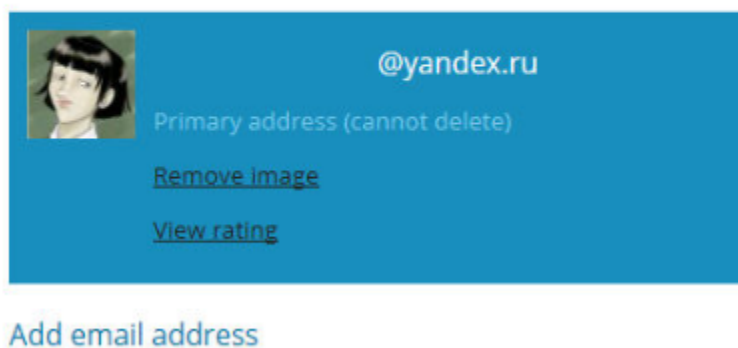 @yandex.ru
Primary address (cannot delete)
Remove image
View rating
Add email address